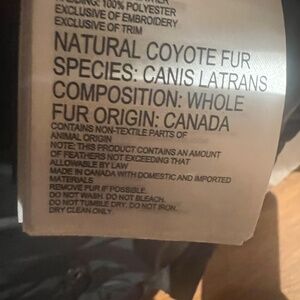 100% POLYESTER
EXCLUSIVE OF EMBROIDERY
EXCLUSIVE OF TRIM
NATURAL COYOTE FUR
SPECIES: CANIS LATRANS
COMPOSITION: WHOLE
FUR ORIGIN: CANADA
CONTAINS NON-TEXTILE PARTS OF
ANIMAL ORIGIN
NOTE: THIS PRODUCT CONTAINS AN AMOUNT
OF FEATHERS NOT EXCEEDING THAT
ALLOWABLE BY LAW
MADE IN CANADA WITH DOMESTIC AND IMPORTED
MATERIALS
REMOVE FUR IF POSSIBLE.
DO NOT WASH. DO NOT BLEACH.
DO NOT TUMBLE DRY. DO NOT IRON.
DRY CLEAN ONLY.